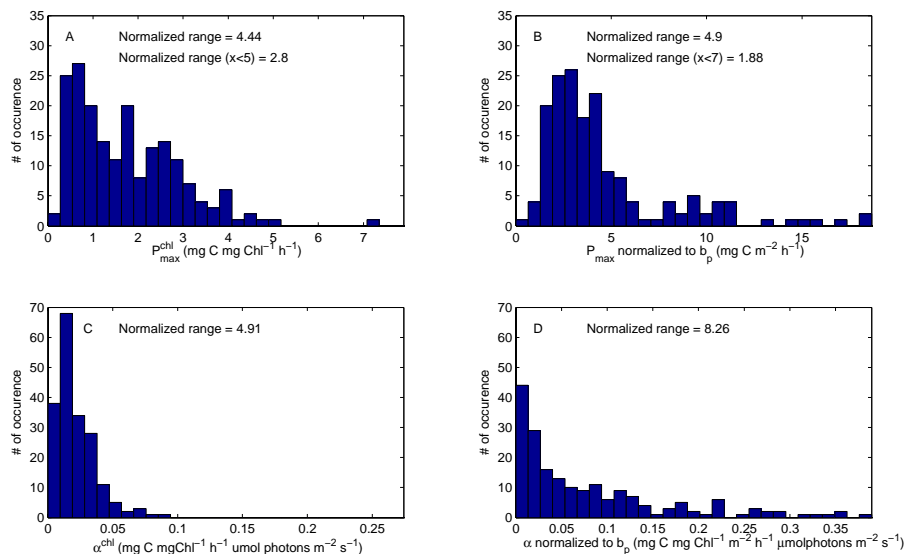 A
Normalized range = 4.44
Normalized range (x<5) = 2.8
35
30
25
20
15
10
5
0
# of occurence
0 1 2 3 4 5 6 7
P_max^chl (mg C mg Chl⁻¹ h⁻¹)
B
Normalized range = 4.9
Normalized range (x<7) = 1.88
35
30
25
20
15
10
5
0
# of occurence
0 5 10 15
P_max normalized to b_p (mg C m⁻² h⁻¹)
C
Normalized range = 4.91
70
60
50
40
30
20
10
0
# of occurence
0 0.05 0.1 0.15 0.2 0.25
α^chl (mg C mgChl⁻¹ h⁻¹ umol photons m⁻² s⁻¹)
D
Normalized range = 8.26
70
60
50
40
30
20
10
0
# of occurence
0 0.05 0.1 0.15 0.2 0.25 0.3 0.35
α normalized to b_p (mg C mg Chl⁻¹ m⁻² h⁻¹ μmolphotons m⁻² s⁻¹)